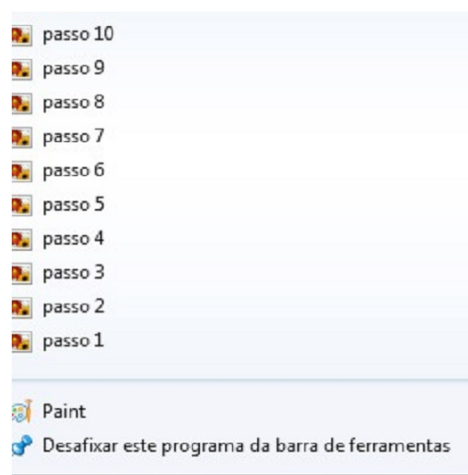 passo 10
passo 9
passo 8
passo 7
passo 6
passo 5
passo 4
passo 3
passo 2
passo 1
Paint
Desafixar este programa da barra de ferramentas